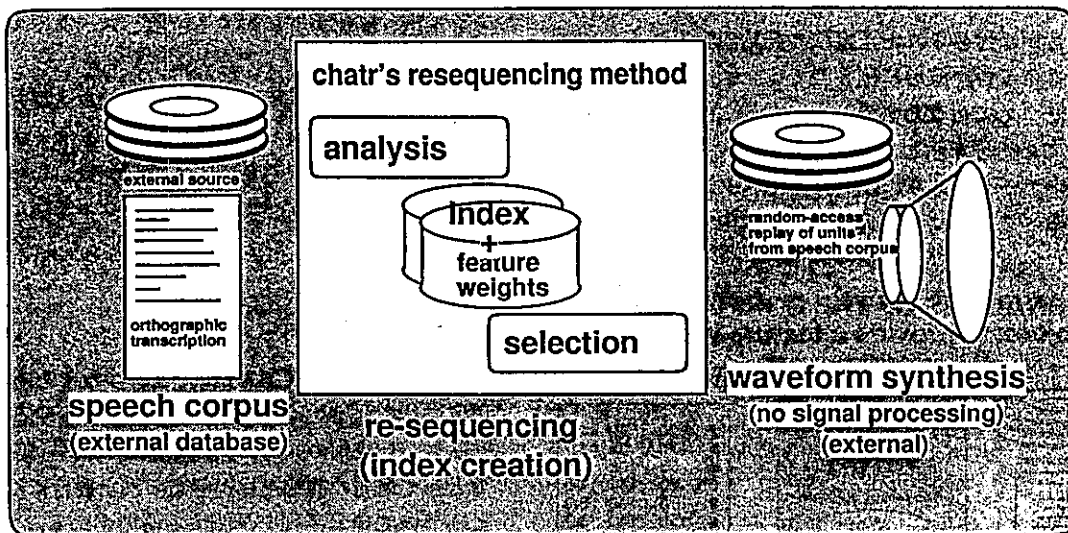 external source
orthographic
transcription
speech corpus
(external database)
chatr's resequencing method
analysis
index
+
feature
weights
selection
re-sequencing
(index creation)
random-access
replay of units
from speech corpus
waveform synthesis
(no signal processing)
(external)